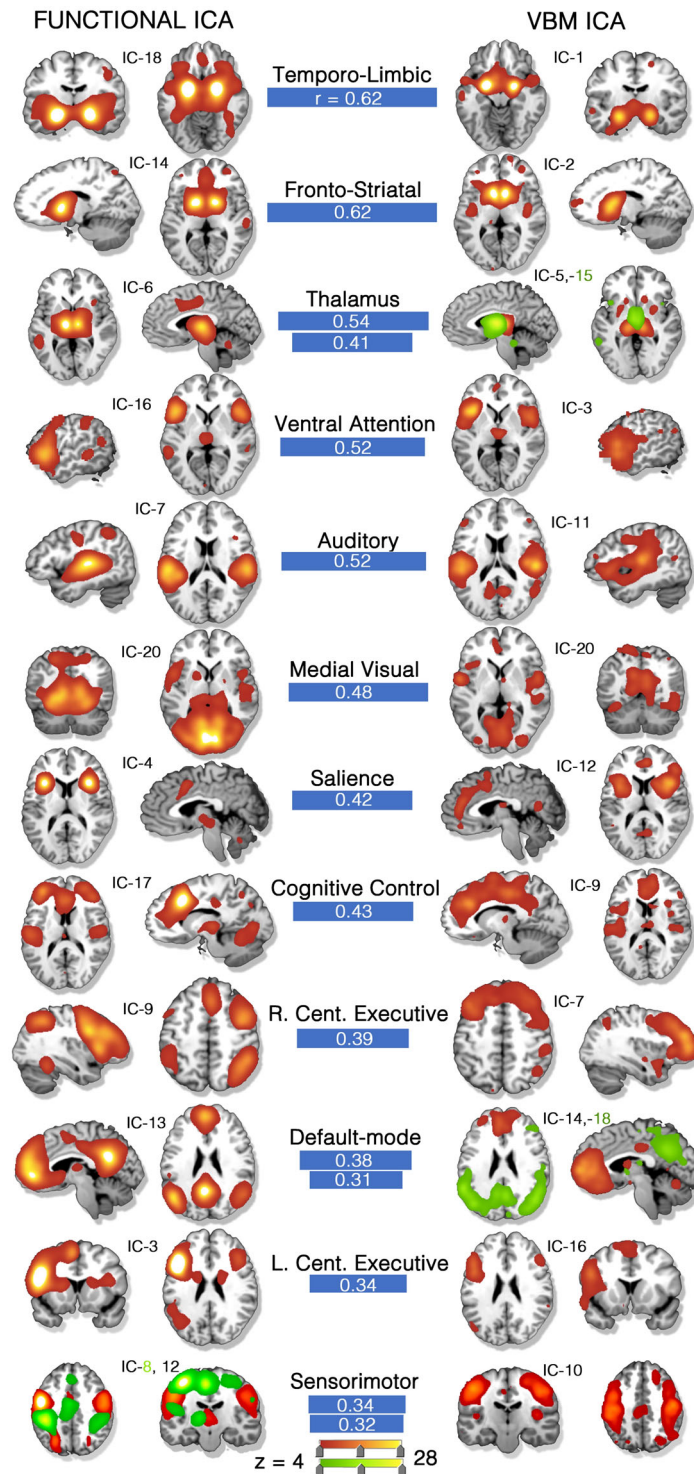 FUNCTIONAL ICA VBM ICA
IC-18 Temporo-Limbic IC-1
r = 0.62
IC-14 Fronto-Striatal IC-2
0.62
IC-6 Thalamus IC-5,-15
0.54
0.41
IC-16 Ventral Attention IC-3
0.52
IC-7 Auditory IC-11
0.52
IC-20 Medial Visual IC-20
0.48
IC-4 Salience IC-12
0.42
IC-17 Cognitive Control IC-9
0.43
IC-9 R. Cent. Executive IC-7
0.39
IC-13 Default-mode IC-14,-18
0.38
0.31
IC-3 L. Cent. Executive IC-16
0.34
IC-8, 12 Sensorimotor IC-10
0.34
0.32
z = 4 28